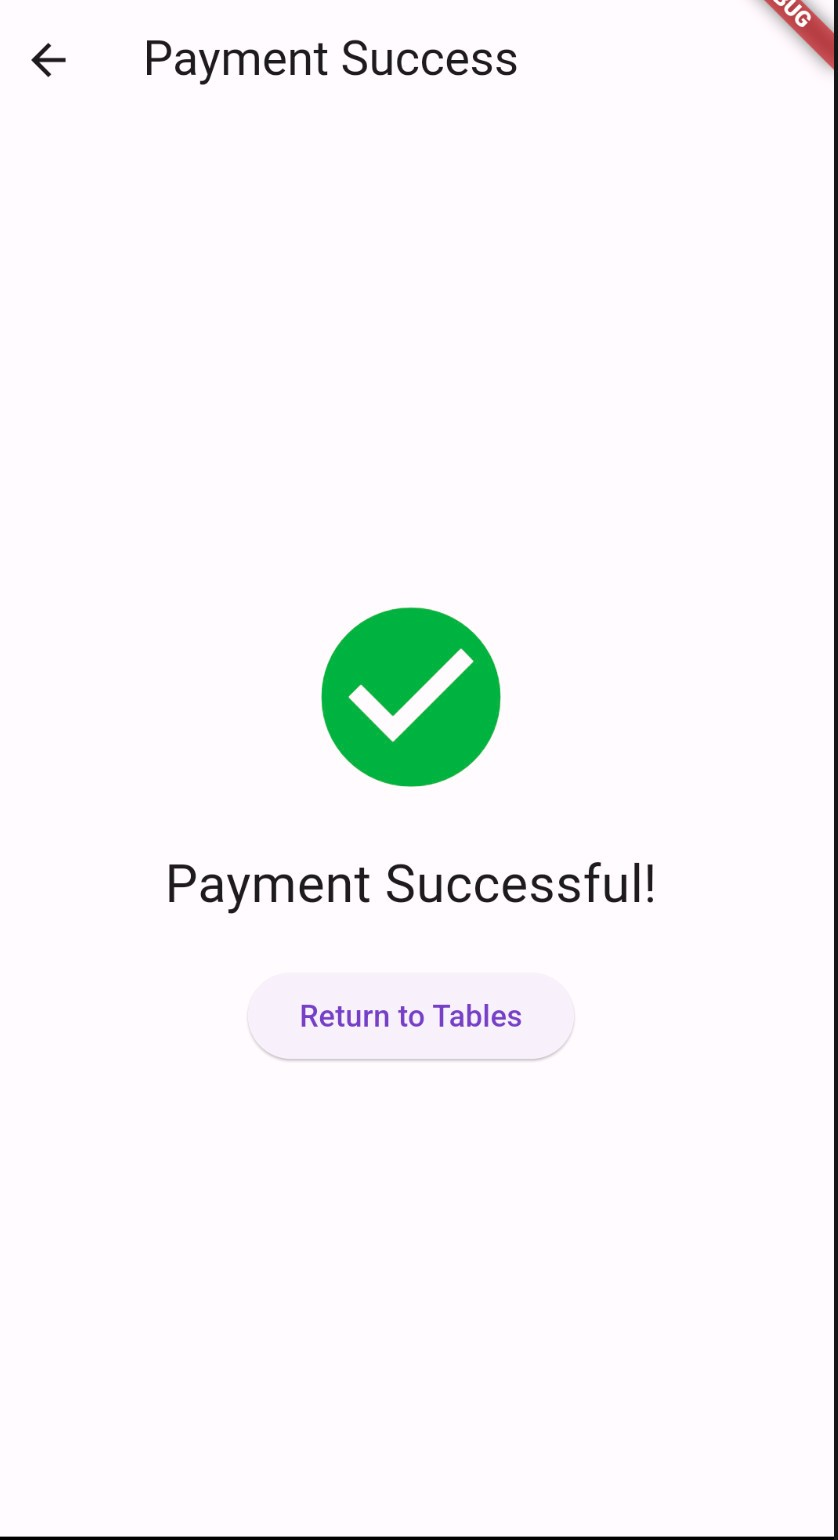 Payment Success
Payment Successful!
Return to Tables